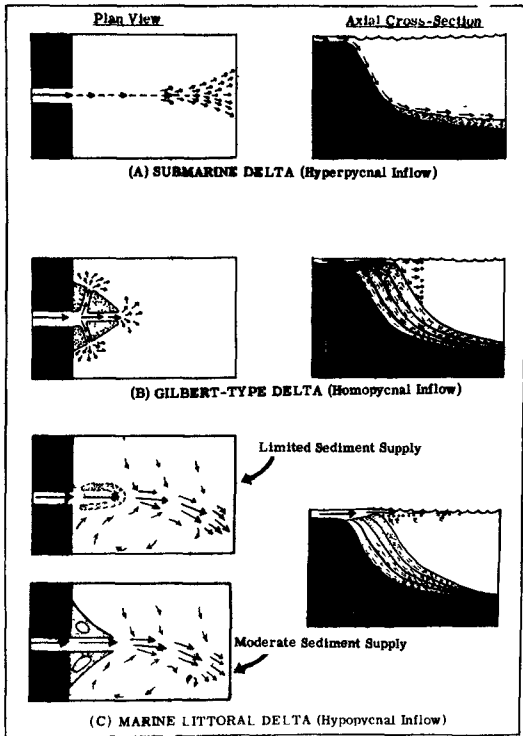 Plan View
Axial Cross-Section
(A) SUBMARINE DELTA (Hyperpycnal Inflow)
(B) GILBERT-TYPE DELTA (Homopycnal Inflow)
Limited Sediment Supply
Moderate Sediment Supply
(C) MARINE LITTORAL DELTA (Hypopycnal Inflow)